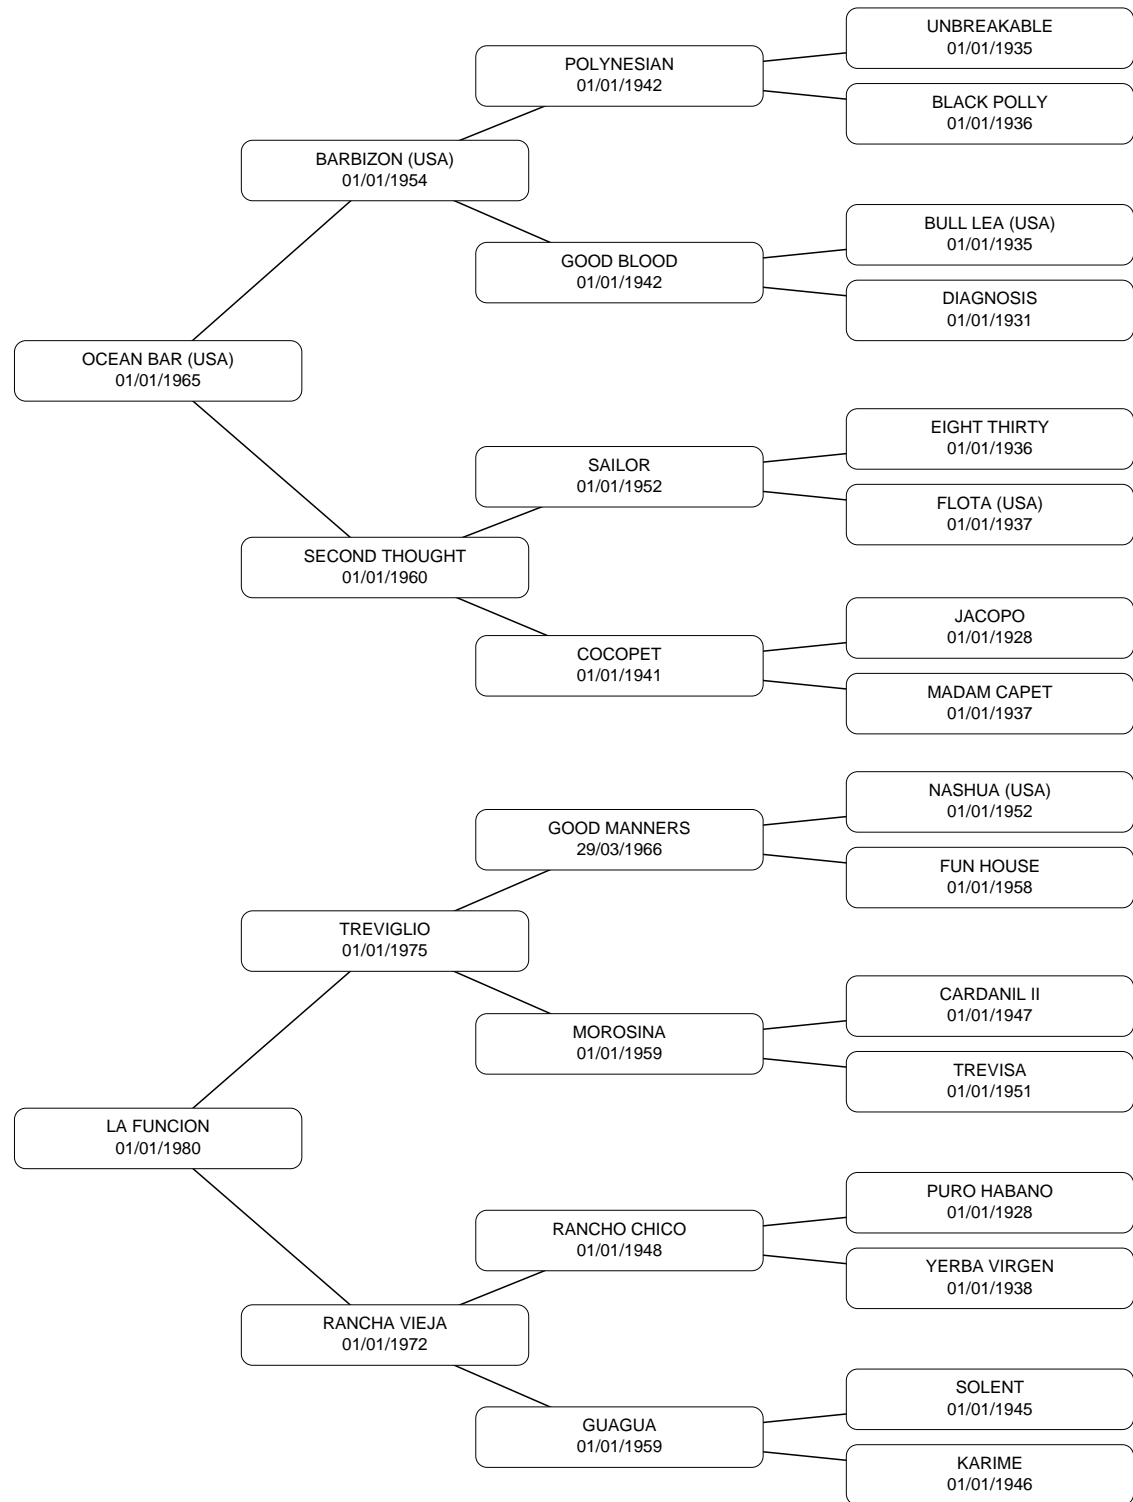 UNBREAKABLE
01/01/1935
POLYNESIAN
01/01/1942
BLACK POLLY
01/01/1936
BARBIZON (USA)
01/01/1954
BULL LEA (USA)
01/01/1935
GOOD BLOOD
01/01/1942
DIAGNOSIS
01/01/1931
OCEAN BAR (USA)
01/01/1965
EIGHT THIRTY
01/01/1936
SAILOR
01/01/1952
FLOTA (USA)
01/01/1937
SECOND THOUGHT
01/01/1960
JACOPO
01/01/1928
COCOPET
01/01/1941
MADAM CAPET
01/01/1937
NASHUA (USA)
01/01/1952
GOOD MANNERS
29/03/1966
FUN HOUSE
01/01/1958
TREVIGLIO
01/01/1975
CARDANIL II
01/01/1947
MOROSINA
01/01/1959
TREVISA
01/01/1951
LA FUNCION
01/01/1980
PURO HABANO
01/01/1928
RANCHO CHICO
01/01/1948
YERBA VIRGEN
01/01/1938
RANCHA VIEJA
01/01/1972
SOLENT
01/01/1945
GUAGUA
01/01/1959
KARIME
01/01/1946